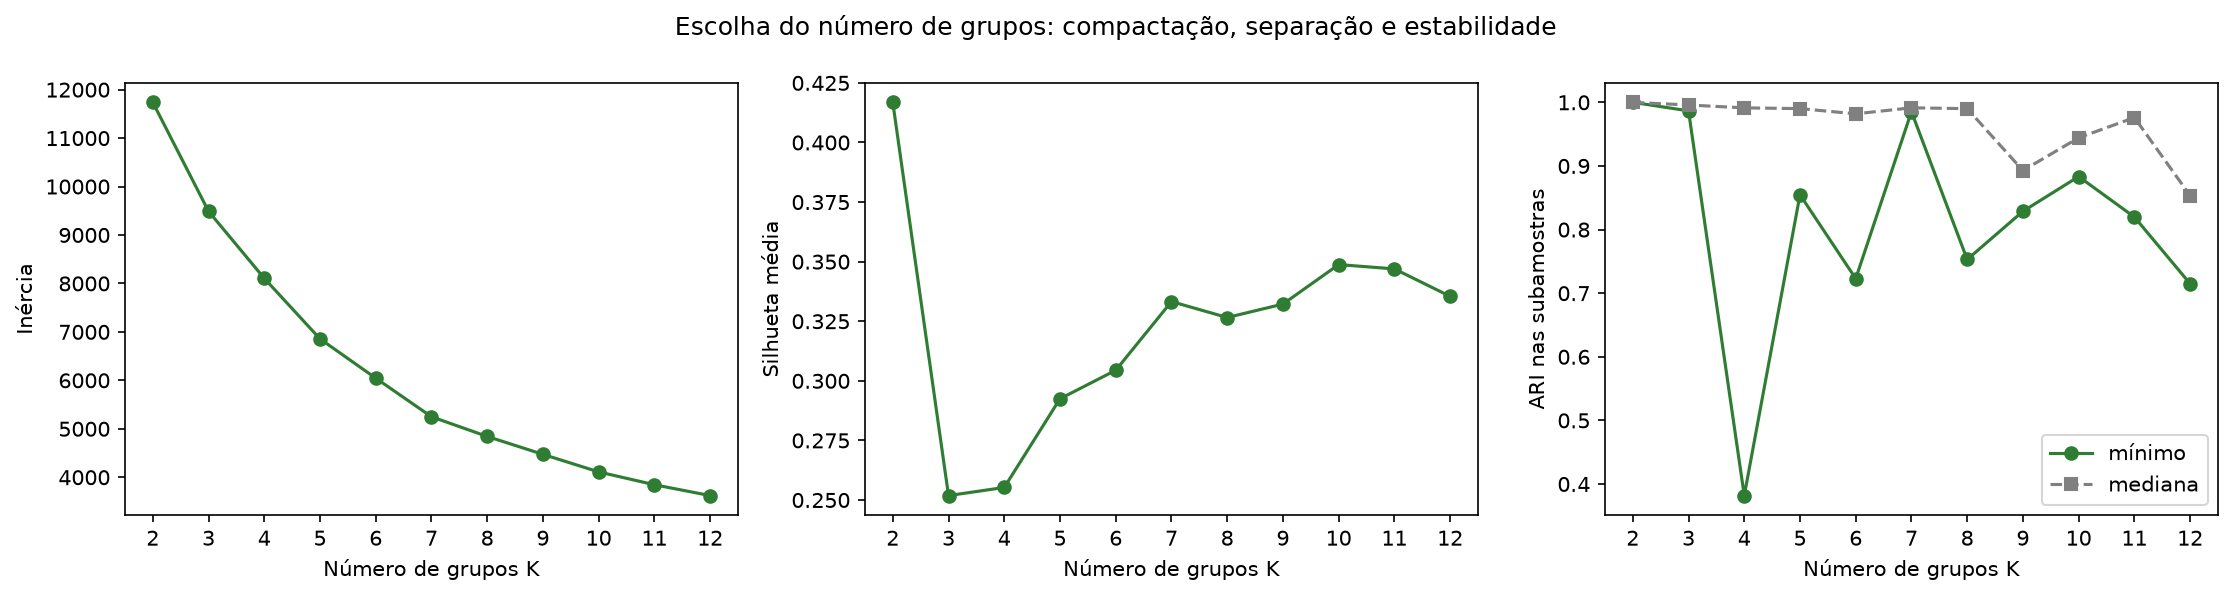 Escolha do número de grupos: compactação, separação e estabilidade
Inércia
12000
11000
10000
9000
8000
7000
6000
5000
4000
2 3 4 5 6 7 8 9 10 11 12
Número de grupos K
Silhueta média
0.425
0.400
0.375
0.350
0.325
0.300
0.275
0.250
2 3 4 5 6 7 8 9 10 11 12
Número de grupos K
ARI nas subamostras
1.0
0.9
0.8
0.7
0.6
0.5
0.4
mínimo
mediana
2 3 4 5 6 7 8 9 10 11 12
Número de grupos K